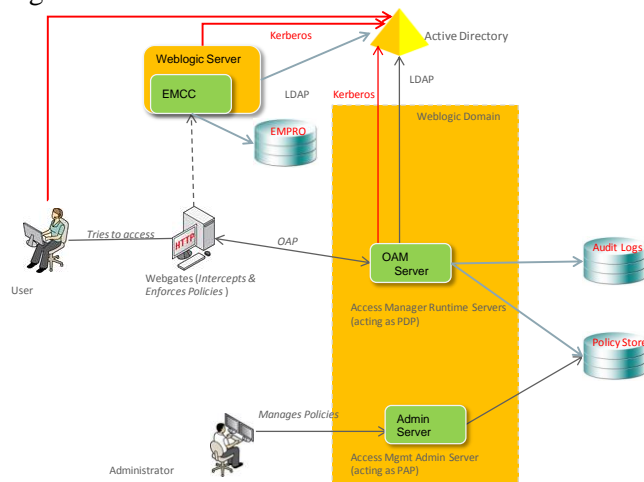 Kerberos
Active Directory
Weblogic Server
EMCC
LDAP
LDAP
Kerberos
EMPRO
Weblogic Domain
Tries to access
HTTP
OAP
User
Webgates (Intercepts &
Enforces Policies )
OAM
Server
Audit Logs
Access Manager Runtime Servers
(acting as PDP)
Policy Store
Manages Policies
Admin
Server
Administrator
Access Mgmt Admin Server
(acting as PAP)